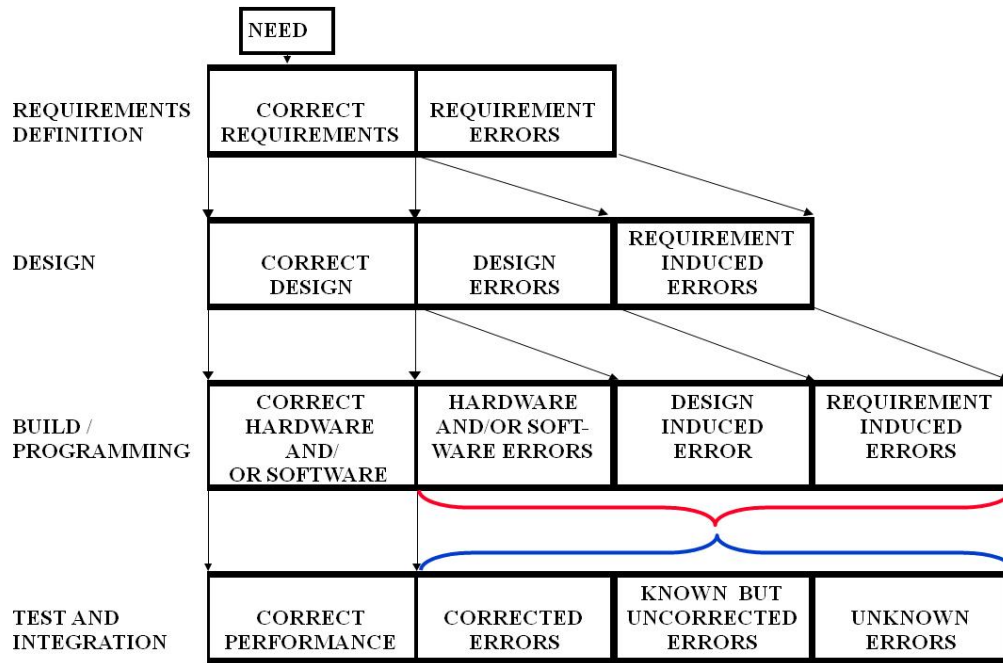 NEED
REQUIREMENTS
DEFINITION
CORRECT
REQUIREMENTS
REQUIREMENT
ERRORS
DESIGN
CORRECT
DESIGN
DESIGN
ERRORS
REQUIREMENT
INDUCED
ERRORS
BUILD /
PROGRAMMING
CORRECT
HARDWARE
AND/
OR SOFTWARE
HARDWARE
AND/OR SOFT-
WARE ERRORS
DESIGN
INDUCED
ERROR
REQUIREMENT
INDUCED
ERRORS
TEST AND
INTEGRATION
CORRECT
PERFORMANCE
CORRECTED
ERRORS
KNOWN BUT
UNCORRECTED
ERRORS
UNKNOWN
ERRORS